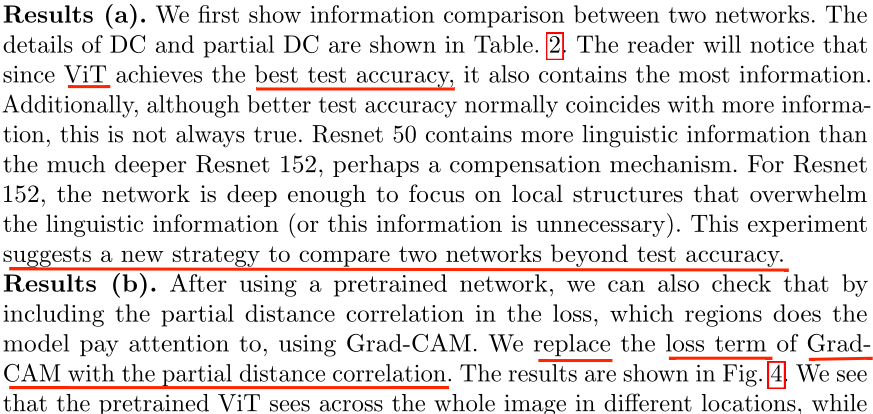 Results (a). We first show information comparison between two networks. The
details of DC and partial DC are shown in Table. 2. The reader will notice that
since ViT achieves the best test accuracy, it also contains the most information.
Additionally, although better test accuracy normally coincides with more informa-
tion, this is not always true. Resnet 50 contains more linguistic information than
the much deeper Resnet 152, perhaps a compensation mechanism. For Resnet
152, the network is deep enough to focus on local structures that overwhelm
the linguistic information (or this information is unnecessary). This experiment
suggests a new strategy to compare two networks beyond test accuracy.
Results (b). After using a pretrained network, we can also check that by
including the partial distance correlation in the loss, which regions does the
model pay attention to, using Grad-CAM. We replace the loss term of Grad-
CAM with the partial distance correlation. The results are shown in Fig. 4. We see
that the pretrained ViT sees across the whole image in different locations, while